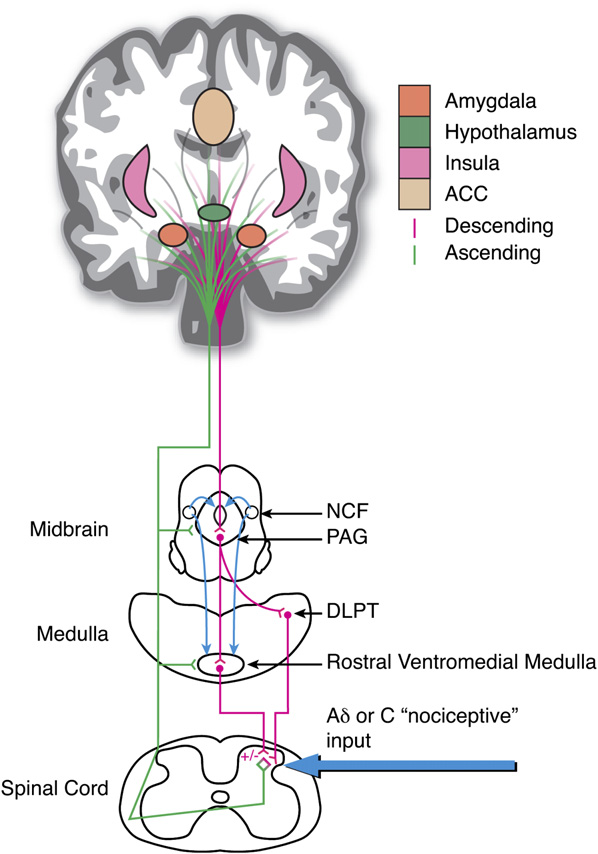 Amygdala
Hypothalamus
Insula
ACC
Descending
Ascending
NCF
Midbrain
PAG
DLPT
Medulla
Rostral Ventromedial Medulla
Aδ or C “nociceptive”
input
+/-
Spinal Cord